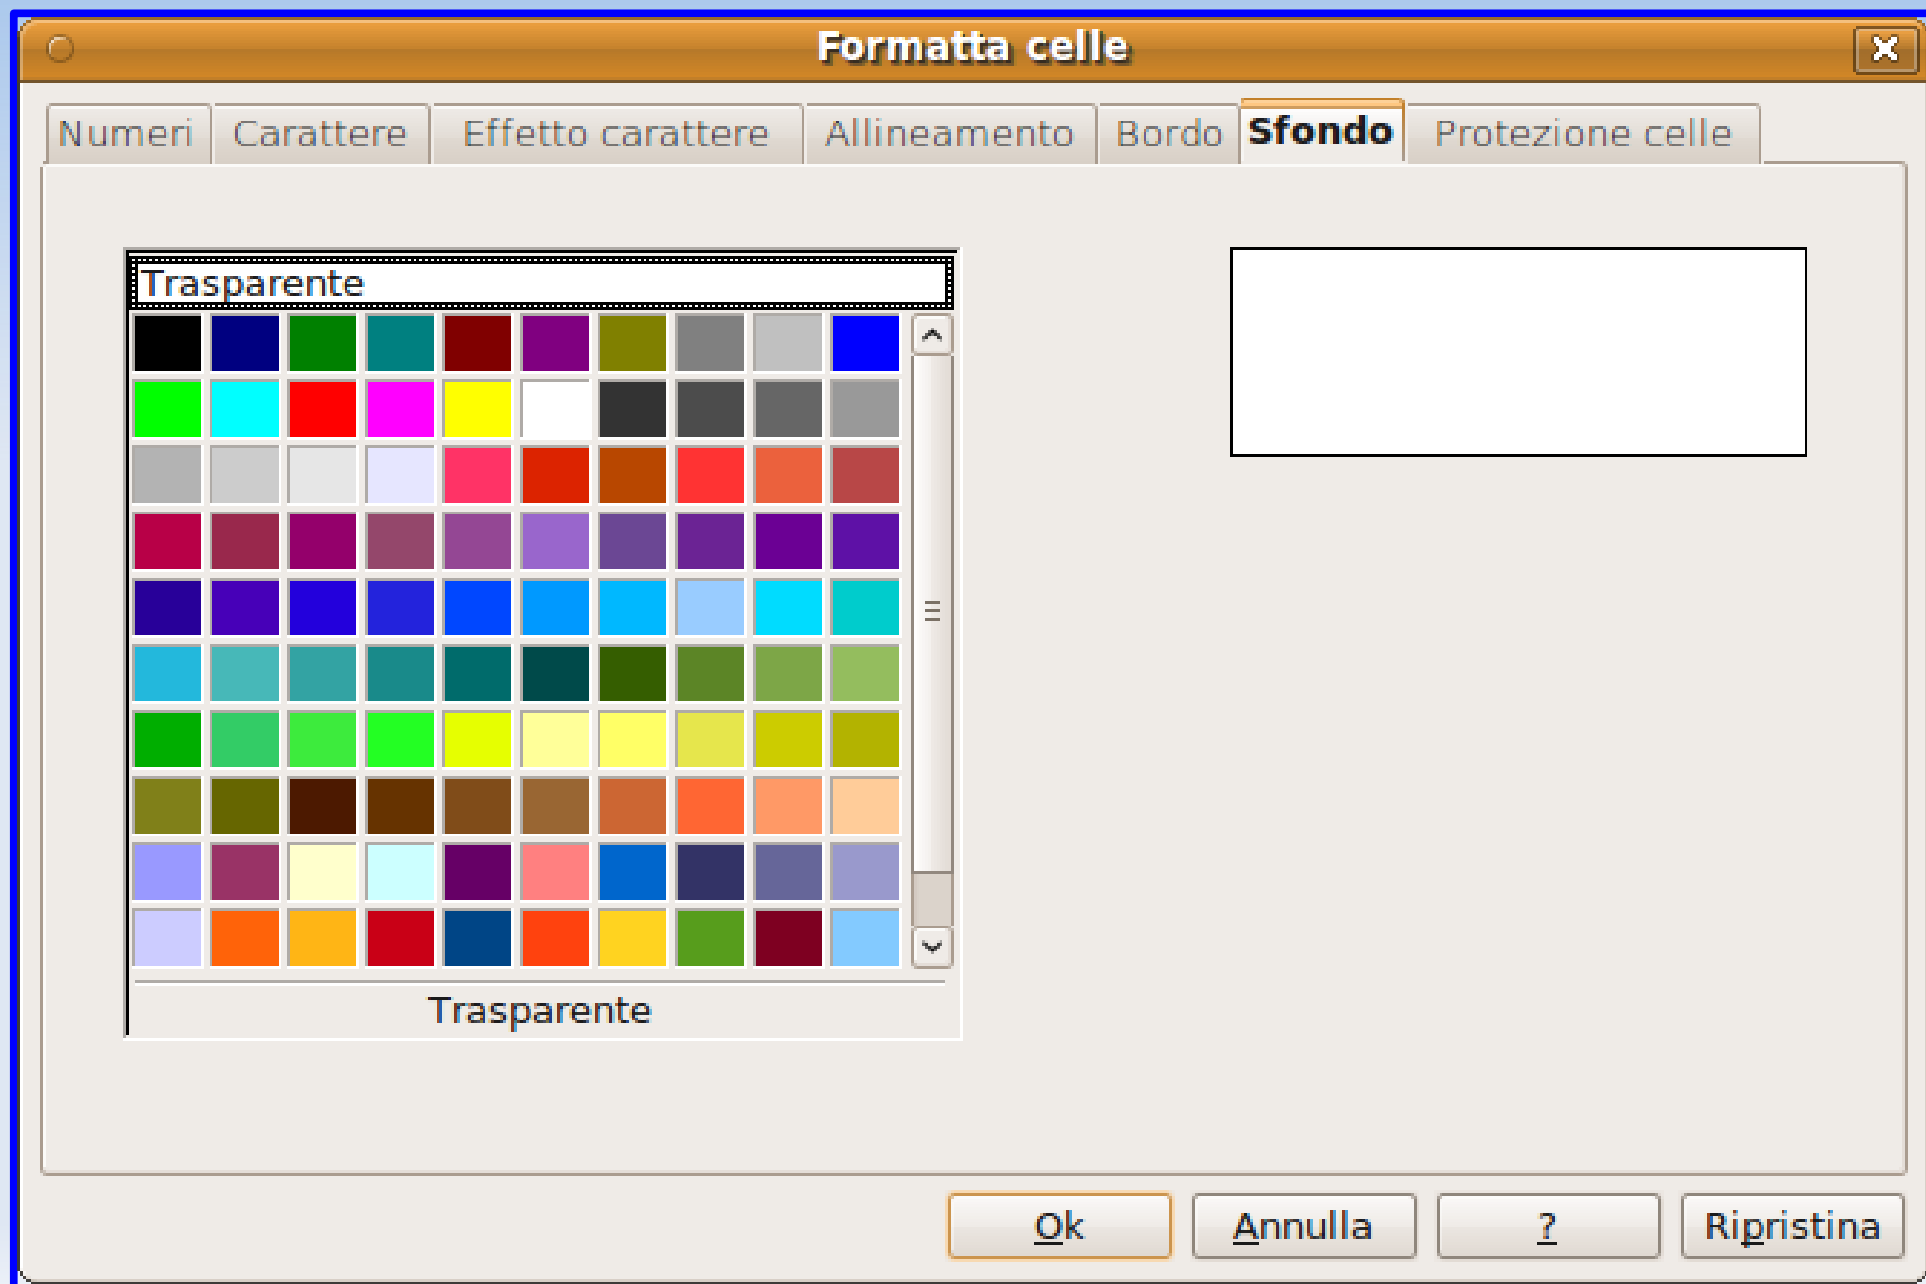 Formatta celle
Numeri Carattere Effetto carattere Allineamento Bordo Sfondo Protezione celle
Trasparente
Trasparente
Ok Annulla ? Ripristina